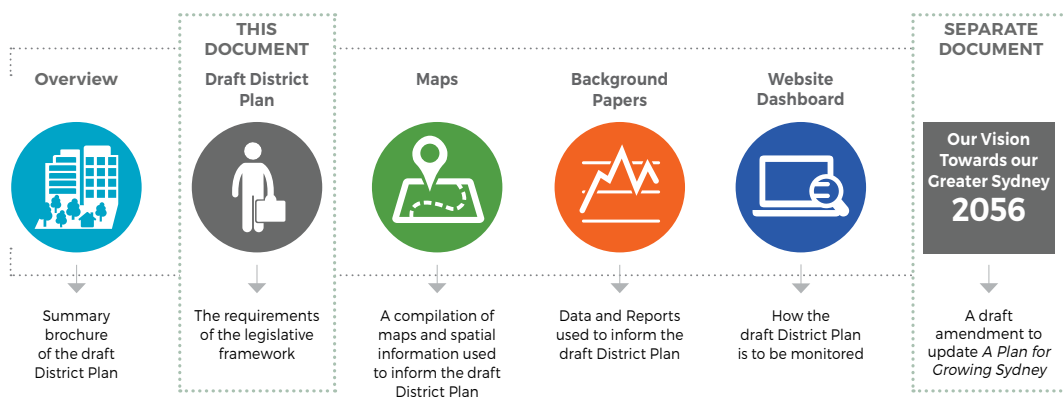 THIS
DOCUMENT
SEPARATE
DOCUMENT
Overview
Draft District
Plan
Maps
Background
Papers
Website
Dashboard
Our Vision
Towards our
Greater Sydney
2056
Summary
brochure
of the draft
District Plan
The requirements
of the legislative
framework
A compilation of
maps and spatial
information used
to inform the draft
District Plan
Data and Reports
used to inform the
draft District Plan
How the
draft District Plan
is to be monitored
A draft
amendment to
update A Plan for
Growing Sydney